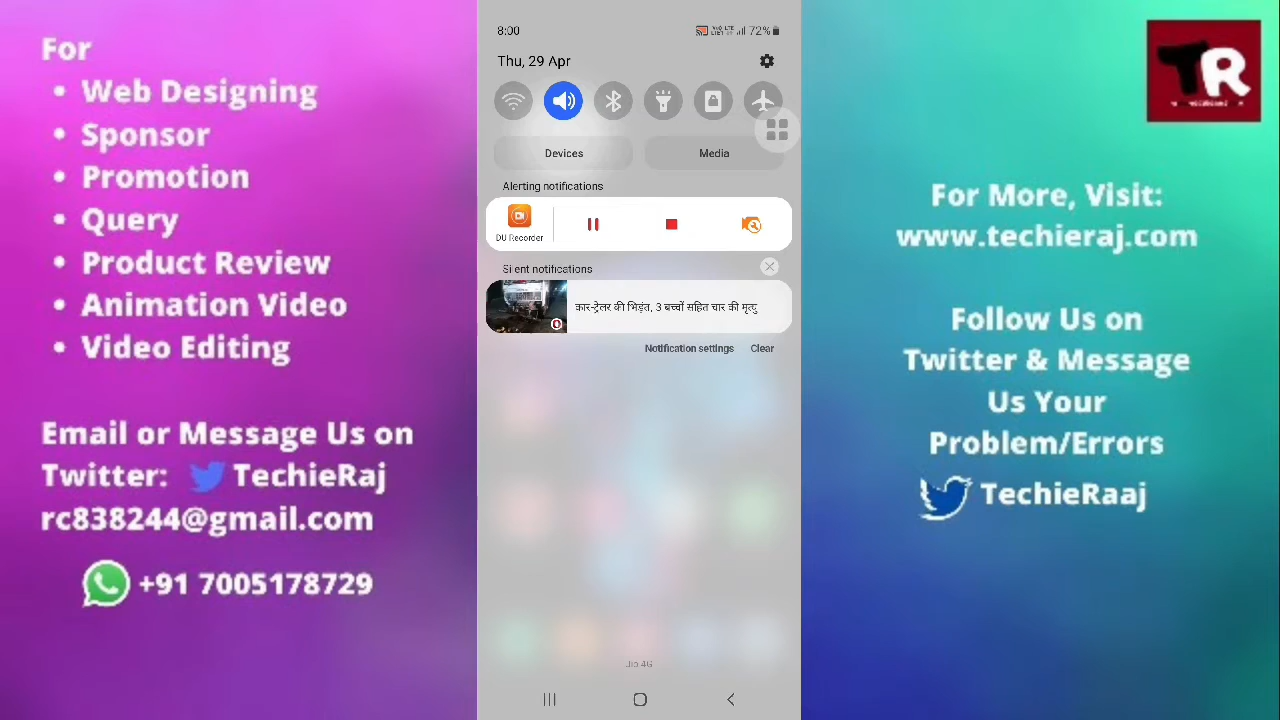 For
• Web Designing
• Sponsor
• Promotion
• Query
• Product Review
• Animation Video
• Video Editing
Email or Message Us on
Twitter: TechieRaj
rc838244@gmail.com
+91 7005178729
8:00
72%
Thu, 29 Apr
Devices
Media
Alerting notifications
DU Recorder
Silent notifications
कार-ट्रेलर की भिड़ंत, 3 बच्चों सहित चार की मृत्यु
Notification settings Clear
Jio 4G
TR
For More, Visit:
www.techieraj.com
Follow Us on
Twitter & Message
Us Your
Problem/Errors
TechieRaaj